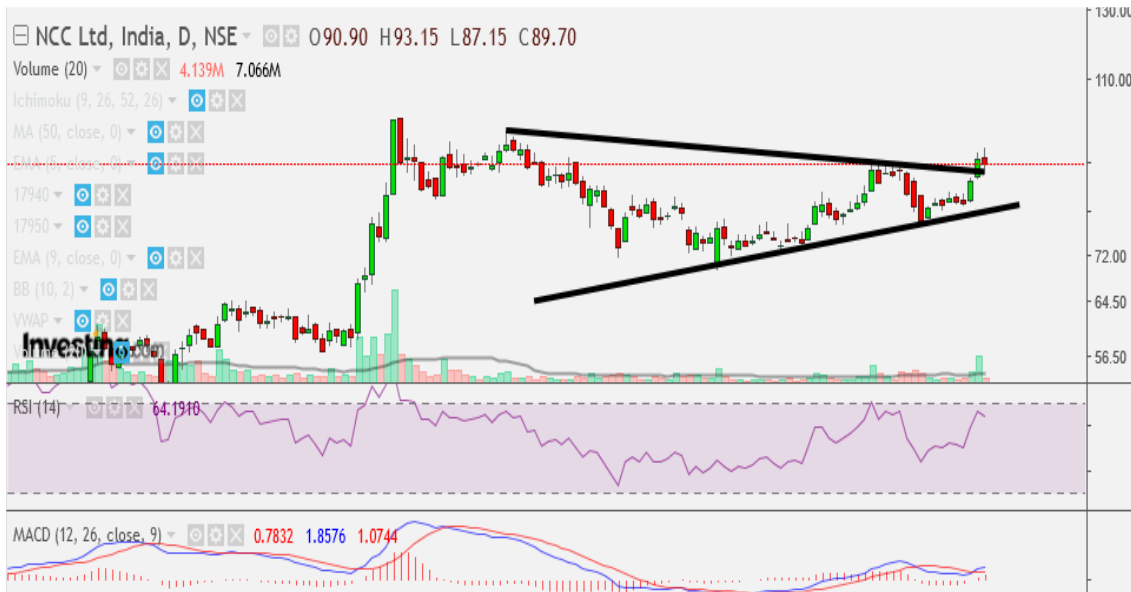 NCC Ltd, India, D, NSE O90.90 H93.15 L87.15 C89.70
Volume (20) 4.139M 7.066M
Ichimoku (9, 26, 52, 26)
MA (50, close, 0)
EMA (5, close, 0)
17940
17950
EMA (9, close, 0)
BB (10, 2)
VWAP
Investing.com
130.00
110.00
72.00
64.50
56.50
RSI (14) 64.1910
MACD (12, 26, close, 9) 0.7832 1.8576 1.0744